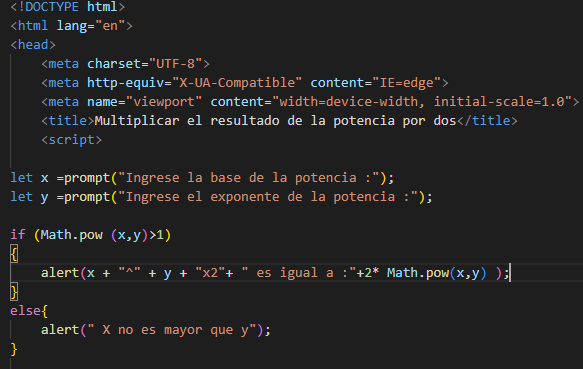 <!DOCTYPE html>
<html lang="en">
<head>
    <meta charset="UTF-8">
    <meta http-equiv="X-UA-Compatible" content="IE=edge">
    <meta name="viewport" content="width=device-width, initial-scale=1.0">
    <title>Multiplicar el resultado de la potencia por dos</title>
    <script>
let x =prompt("Ingrese la base de la potencia :");
let y =prompt("Ingrese el exponente de la potencia :");
if (Math.pow (x,y)>1)
{
    alert(x + "^" + y + "x2"+ " es igual a :"+2* Math.pow(x,y) );
}
else{
    alert(" X no es mayor que y");
}